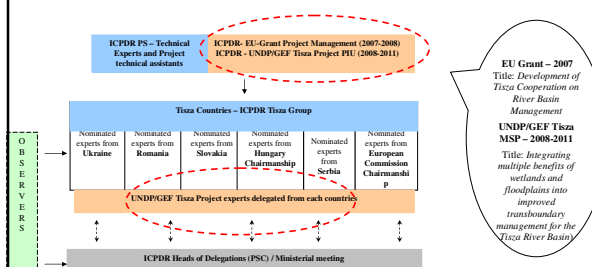 ICPDR PS – Technical
Experts and Project
technical assistants
ICPDR- EU-Grant Project Management (2007-2008)
ICPDR - UNDP/GEF Tisza Project PIU (2008-2011)
EU Grant – 2007
Title: Development of
Tisza Cooperation on
River Basin
Management
UNDP/GEF Tisza
MSP – 2008-2011
Title: Integrating
multiple benefits of
wetlands and
floodplains into
improved
transboundary
management for the
Tisza River Basin)
Tisza Countries – ICPDR Tisza Group
O
B
S
E
R
V
E
R
S
Nominated
experts from
Ukraine
Nominated
experts from
Romania
Nominated
experts from
Slovakia
Nominated
experts from
Hungary
Chairmanship
Nominated
experts
from
Serbia
Nominated
experts from
European
Commission
Chairmanshi
p
UNDP/GEF Tisza Project experts delegated from each countries
ICPDR Heads of Delegations (PSC) / Ministerial meeting